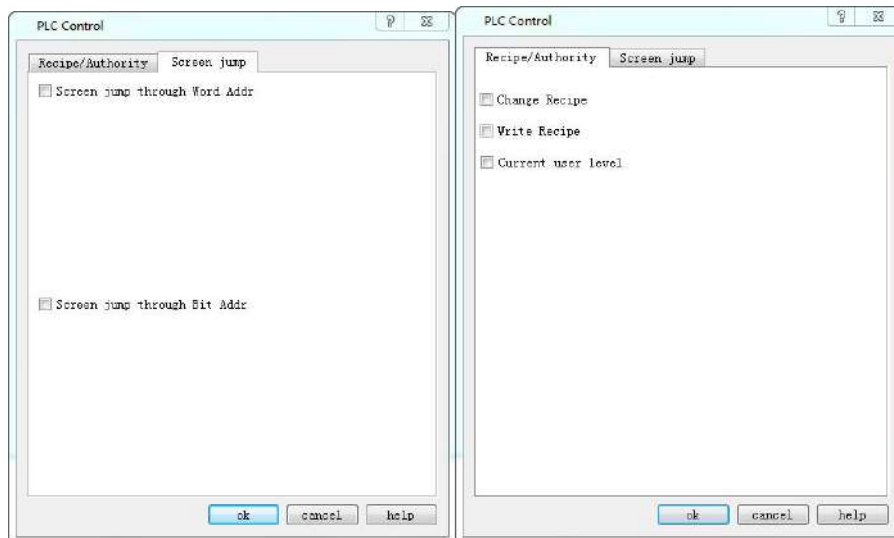 PLC Control
Recipe/Authority Screen jump
Screen jump through Word Addr
Screen jump through Bit Addr
ok cancel help
PLC Control
Recipe/Authority Screen jump
Change Recipe
Write Recipe
Current user level
ok cancel help